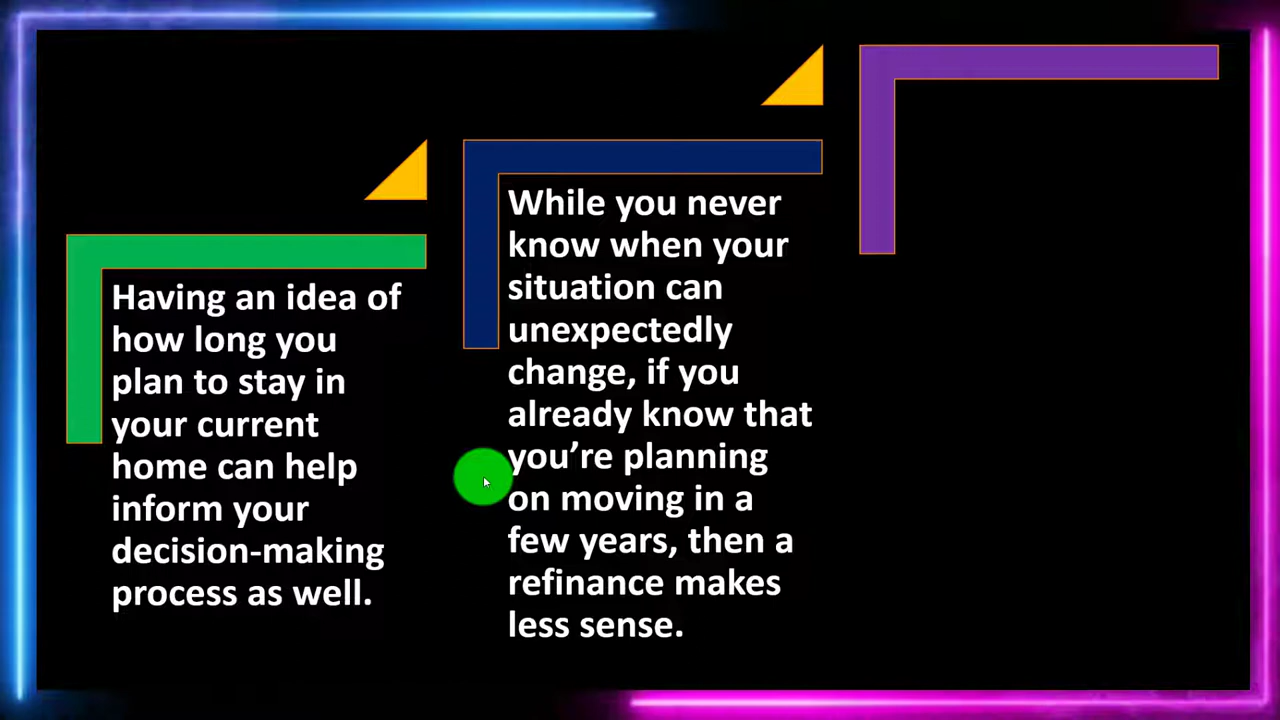 Having an idea of
how long you
plan to stay in
your current
home can help
inform your
decision-making
process as well.
While you never
know when your
situation can
unexpectedly
change, if you
already know that
you’re planning
on moving in a
few years, then a
refinance makes
less sense.